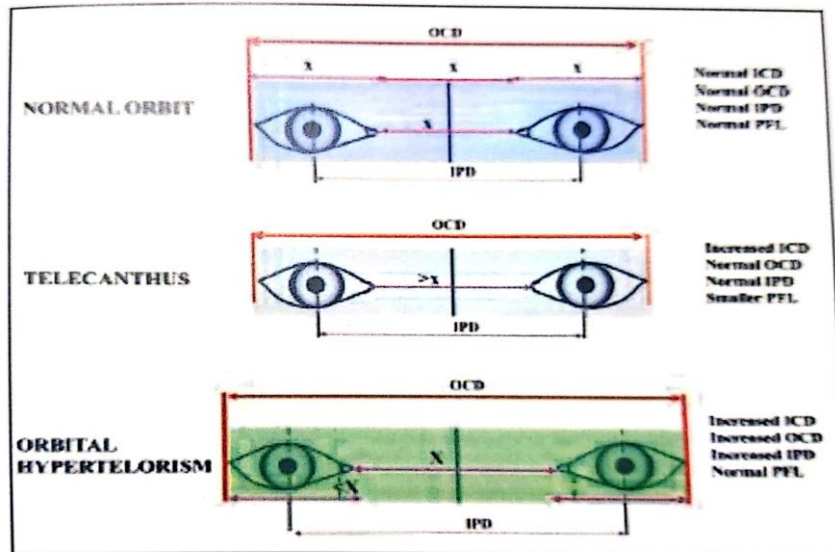 OCD
x x x
NORMAL ORBIT
x
IPD
Normal ICD
Normal OCD
Normal IPD
Normal PFL
OCD
TELECANTHUS
>x
IPD
Increased ICD
Normal OCD
Normal IPD
Smaller PFL
OCD
ORBITAL
HYPERTELORISM
X
<X
IPD
Increased ICD
Increased OCD
Increased IPD
Normal PFL